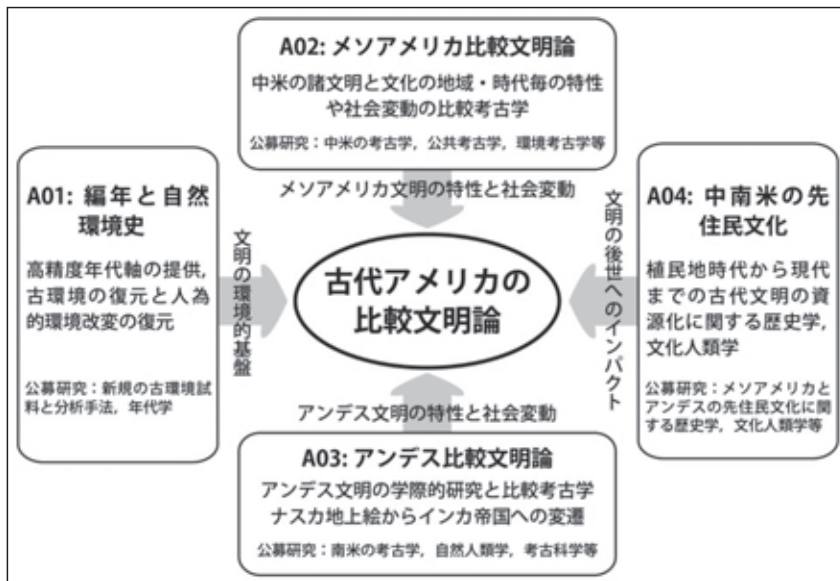 A02: メソアメリカ比較文明論
中米の諸文明と文化の地域・時代毎の特性
や社会変動の比較考古学
公募研究：中米の考古学，公共考古学，環境考古学等
メソアメリカ文明の特性と社会変動
A01: 編年と自然
環境史
高精度年代軸の提供，
古環境の復元と人為
的環境改変の復元
公募研究：新規の古環境試
料と分析手法，年代学
文明の環境的基盤
古代アメリカの
比較文明論
文明の後世へのインパクト
A04: 中南米の先
住民文化
植民地時代から現代
までの古代文明の資
源化に関する歴史学，
文化人類学
公募研究：メソアメリカと
アンデスの先住民文化に関
する歴史学，文化人類学等
アンデス文明の特性と社会変動
A03: アンデス比較文明論
アンデス文明の学際的研究と比較考古学
ナスカ地上絵からインカ帝国への変遷
公募研究：南米の考古学，自然人類学，考古科学等